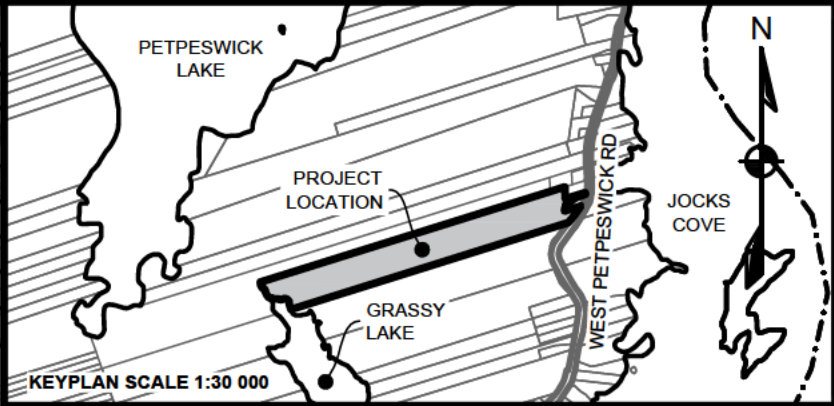 PETPESWICK
LAKE
N
PROJECT
LOCATION
WEST PETPESWICK RD
JOCKS
COVE
GRASSY
LAKE
KEYPLAN SCALE 1:30 000